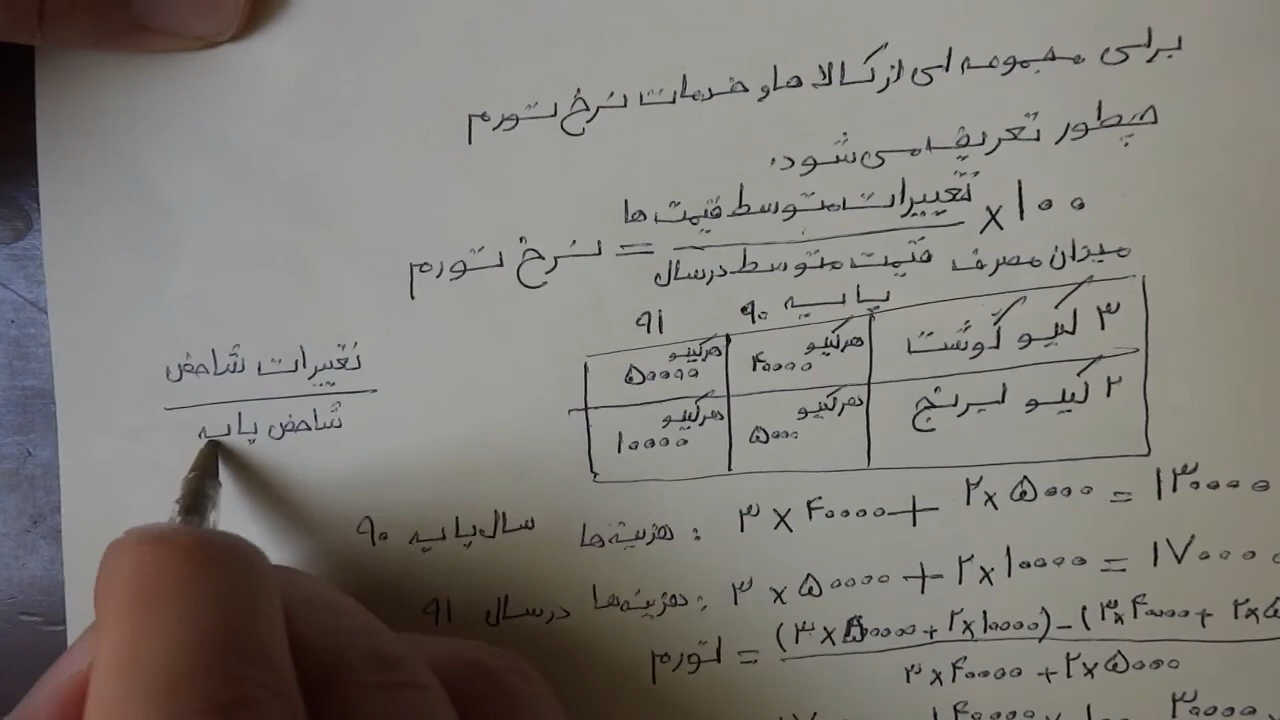 برای مجموعه ای از کالا ها و خدمات نرخ تورم
چطور تعریف می شود.
نرخ تورم = تغییرات متوسط قیمت ها × ۱۰۰
قیمت متوسط در سال پایه
میزان مصرف ۹۰ ۹۱
۳ کیلو گوشت هر کیلو ۴۰۰۰۰ هر کیلو ۵۰۰۰۰
۲ کیلو برنج هر کیلو ۵۰۰۰ هر کیلو ۱۰۰۰۰
تغییرات شاخص
شاخص پایه
سال پایه ۹۰ هزینه ها : ۳ × ۴۰۰۰۰ + ۲ × ۵۰۰۰ = ۱۳۰۰۰۰
در سال ۹۱ هزینه ها : ۳ × ۵۰۰۰۰ + ۲ × ۱۰۰۰۰ = ۱۷۰۰۰۰
تورم = (۳ × ۵۰۰۰۰ + ۲ × ۱۰۰۰۰) − (۳ × ۴۰۰۰۰ + ۲ × ۵
۳ × ۴۰۰۰۰ + ۲ × ۵۰۰۰